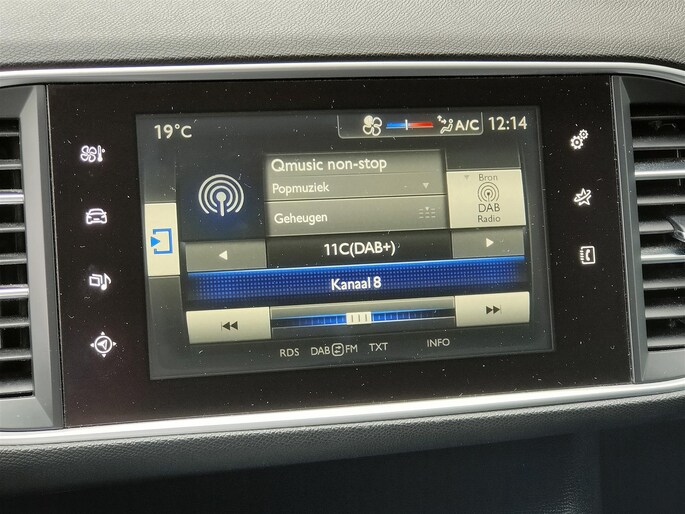 19°C
A/C 12:14
Qmusic non-stop
Popmuziek
Bron
DAB
Radio
Geheugen
11C(DAB+)
Kanaal 8
RDS DAB FM TXT INFO